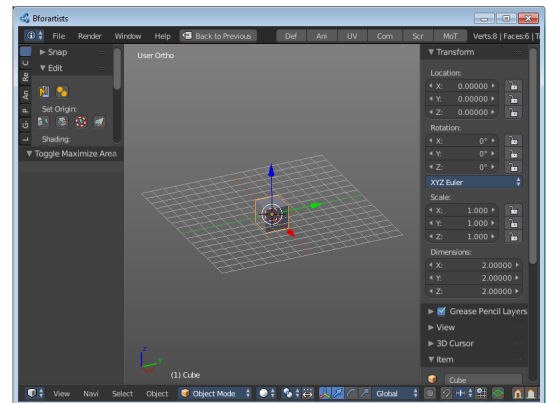 Bforartists
File Render Window Help Back to Previous Def Ani UV Com Scr MoT Verts:8 | Faces:6 |
Snap
Edit
Set Origin:
Shading:
Toggle Maximize Area
U
Re
An
P
G
L
User Ortho
z
y
(1) Cube
Transform
Location:
X: 0.00000
Y: 0.00000
Z: 0.00000
Rotation:
X: 0°
Y: 0°
Z: 0°
XYZ Euler
Scale:
X: 1.000
Y: 1.000
Z: 1.000
Dimensions:
X: 2.00000
Y: 2.00000
Z: 2.00000
Grease Pencil Layers
View
3D Cursor
Item
Cube
View Navi Select Object Object Mode Global